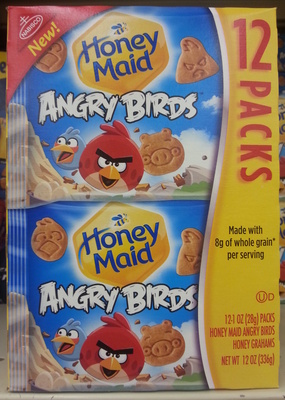 NABISCO
New!
Honey
Maid
ANGRY BIRDS
12 PACKS
Honey
Maid
ANGRY BIRDS
Made with
8g of whole grain*
per serving
U D
12-1 OZ (28g) PACKS
HONEY MAID ANGRY BIRDS
HONEY GRAHAMS
NET WT 12 OZ (336g)